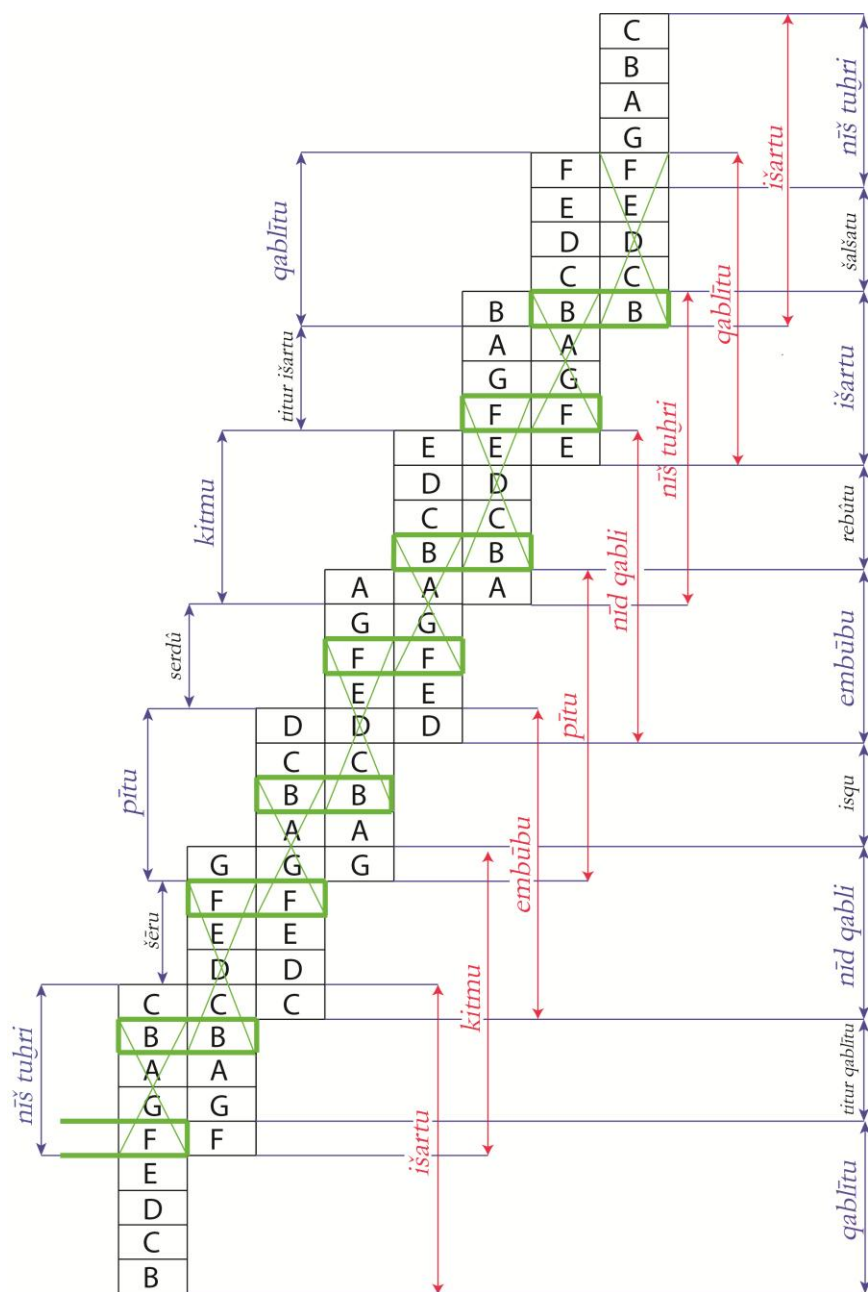 qablītu
titur išartu
kitmu
serdû
pītu
šēru
nīš tuḫri
C
B
A
G
F F
E E
D D
C C
B B B
A A
G G
F F
E E E
D D
C C
B B
A A A
G G
F F
E E
D D D
C C
B B
A A
G G G
F F
E E
D D
C C C
B B
A A
G G
F F
E
D
C
B
išartu
qablītu
nīš tuḫri
nīd qabli
pītu
embūbu
kitmu
išartu
nīš tuḫri
šalšatu
išartu
rebûtu
embūbu
isqu
nīd qabli
titur qablītu
qablītu